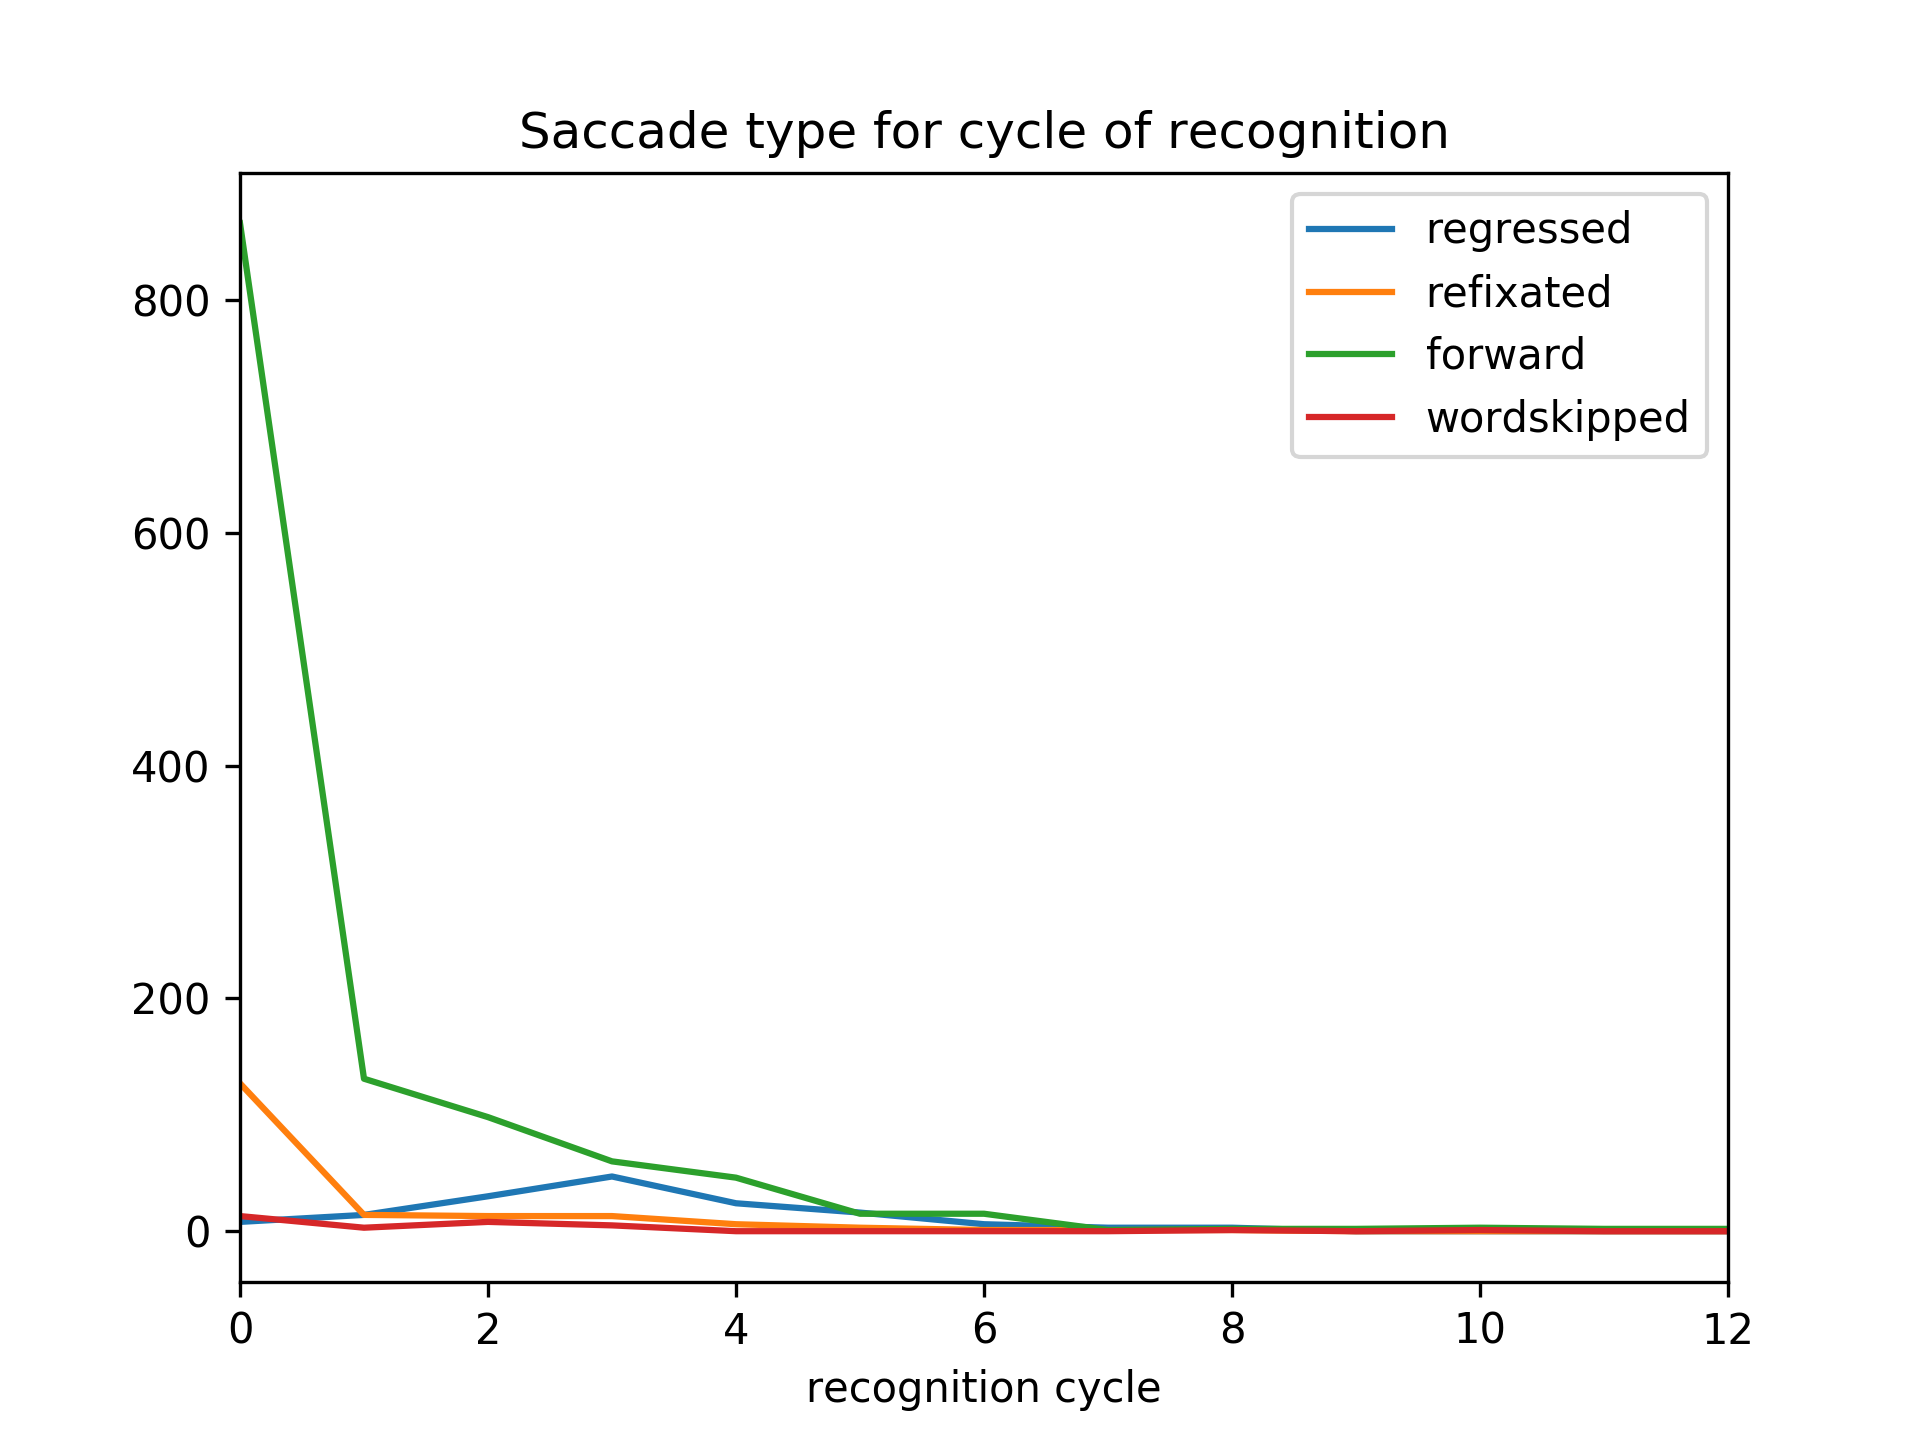 Saccade type for cycle of recognition
regressed
refixated
forward
wordskipped
800
600
400
200
0
0 2 4 6 8 10 12
recognition cycle